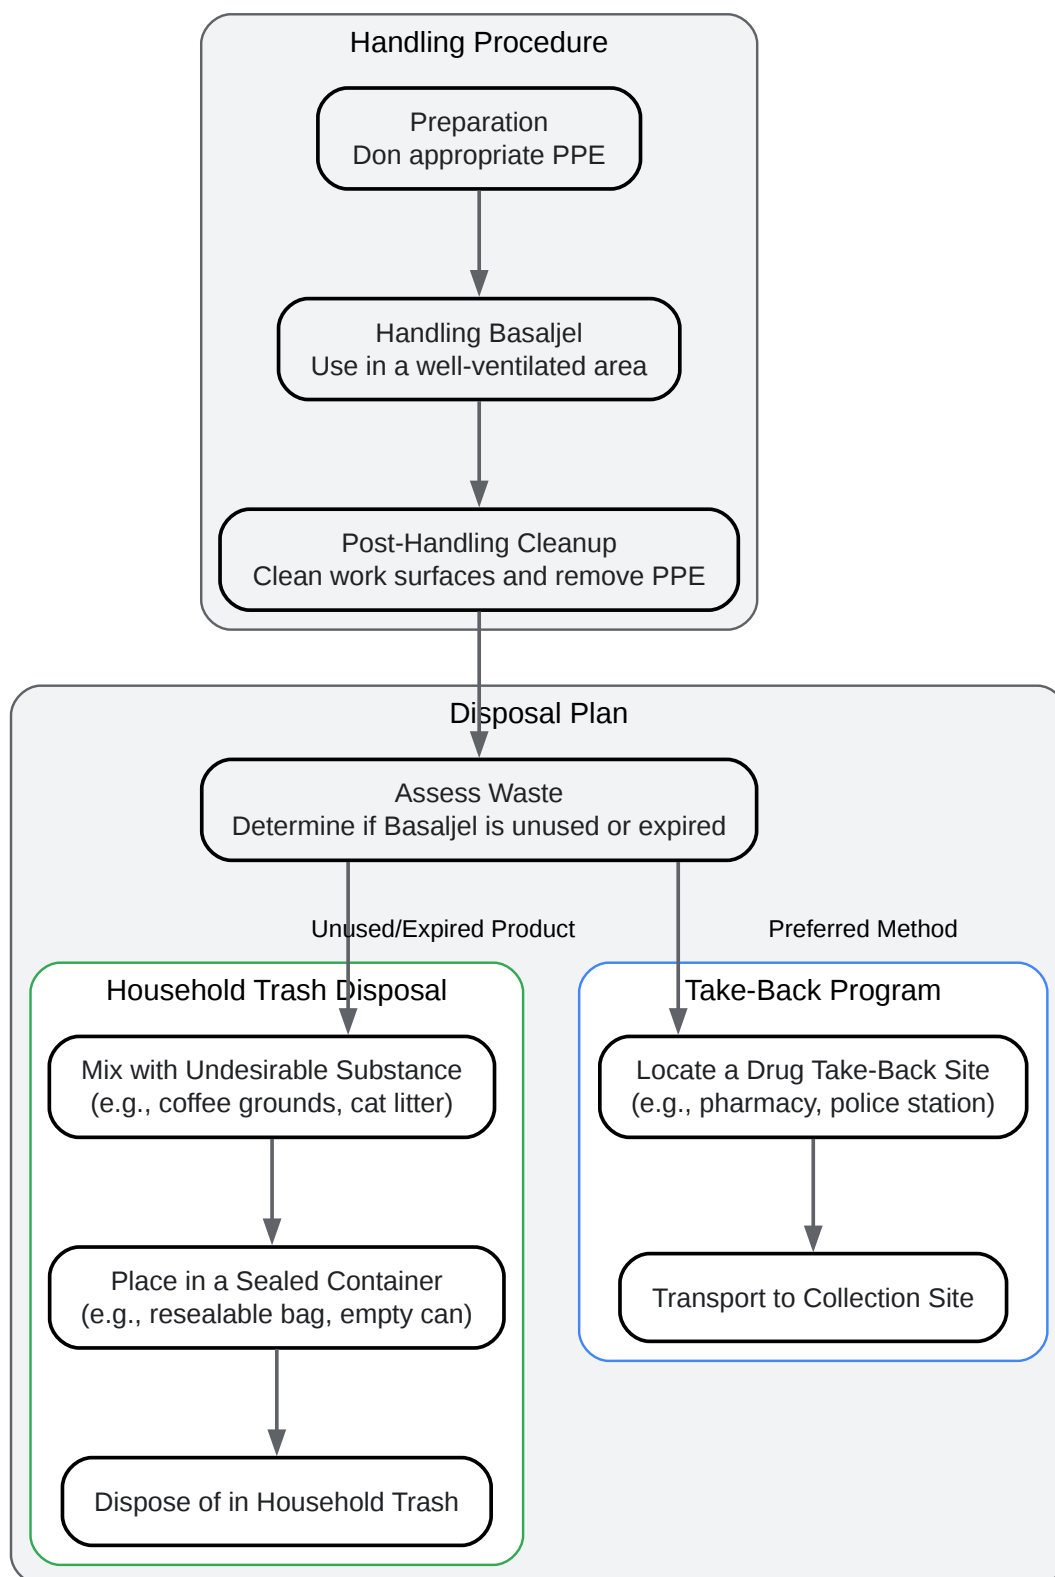 Handling Procedure
Preparation
Don appropriate PPE
Handling Basaljel
Use in a well-ventilated area
Post-Handling Cleanup
Clean work surfaces and remove PPE
Disposal Plan
Assess Waste
Determine if Basaljel is unused or expired
Unused/Expired Product
Preferred Method
Household Trash Disposal
Mix with Undesirable Substance
(e.g., coffee grounds, cat litter)
Place in a Sealed Container
(e.g., resealable bag, empty can)
Dispose of in Household Trash
Take-Back Program
Locate a Drug Take-Back Site
(e.g., pharmacy, police station)
Transport to Collection Site